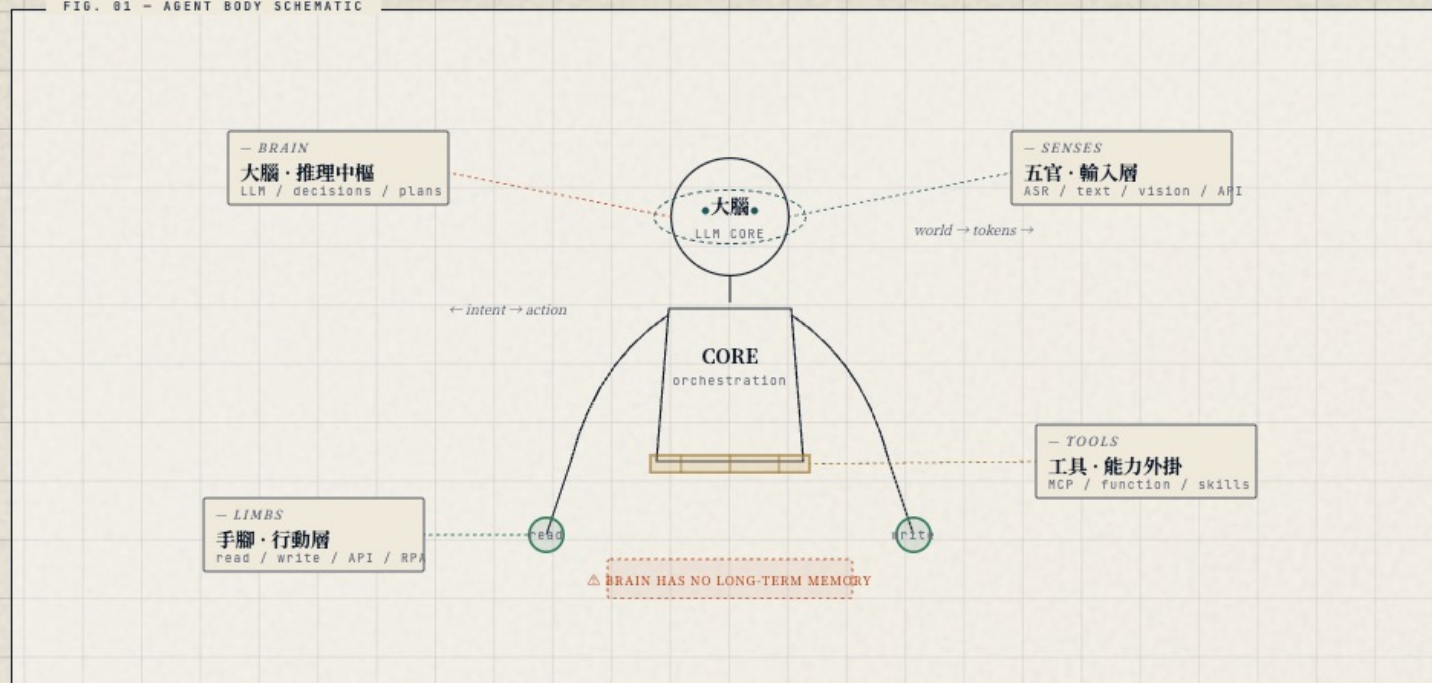 FIG. 01 — AGENT BODY SCHEMATIC
— BRAIN
大腦 · 推理中樞
LLM / decisions / plans
— SENSES
五官 · 輸入層
ASR / text / vision / API
大腦
LLM CORE
world → tokens →
← intent → action
CORE
orchestration
— TOOLS
工具 · 能力外掛
MCP / function / skills
— LIMBS
手腳 · 行動層
read / write / API / RPA
read
write
⚠ BRAIN HAS NO LONG-TERM MEMORY